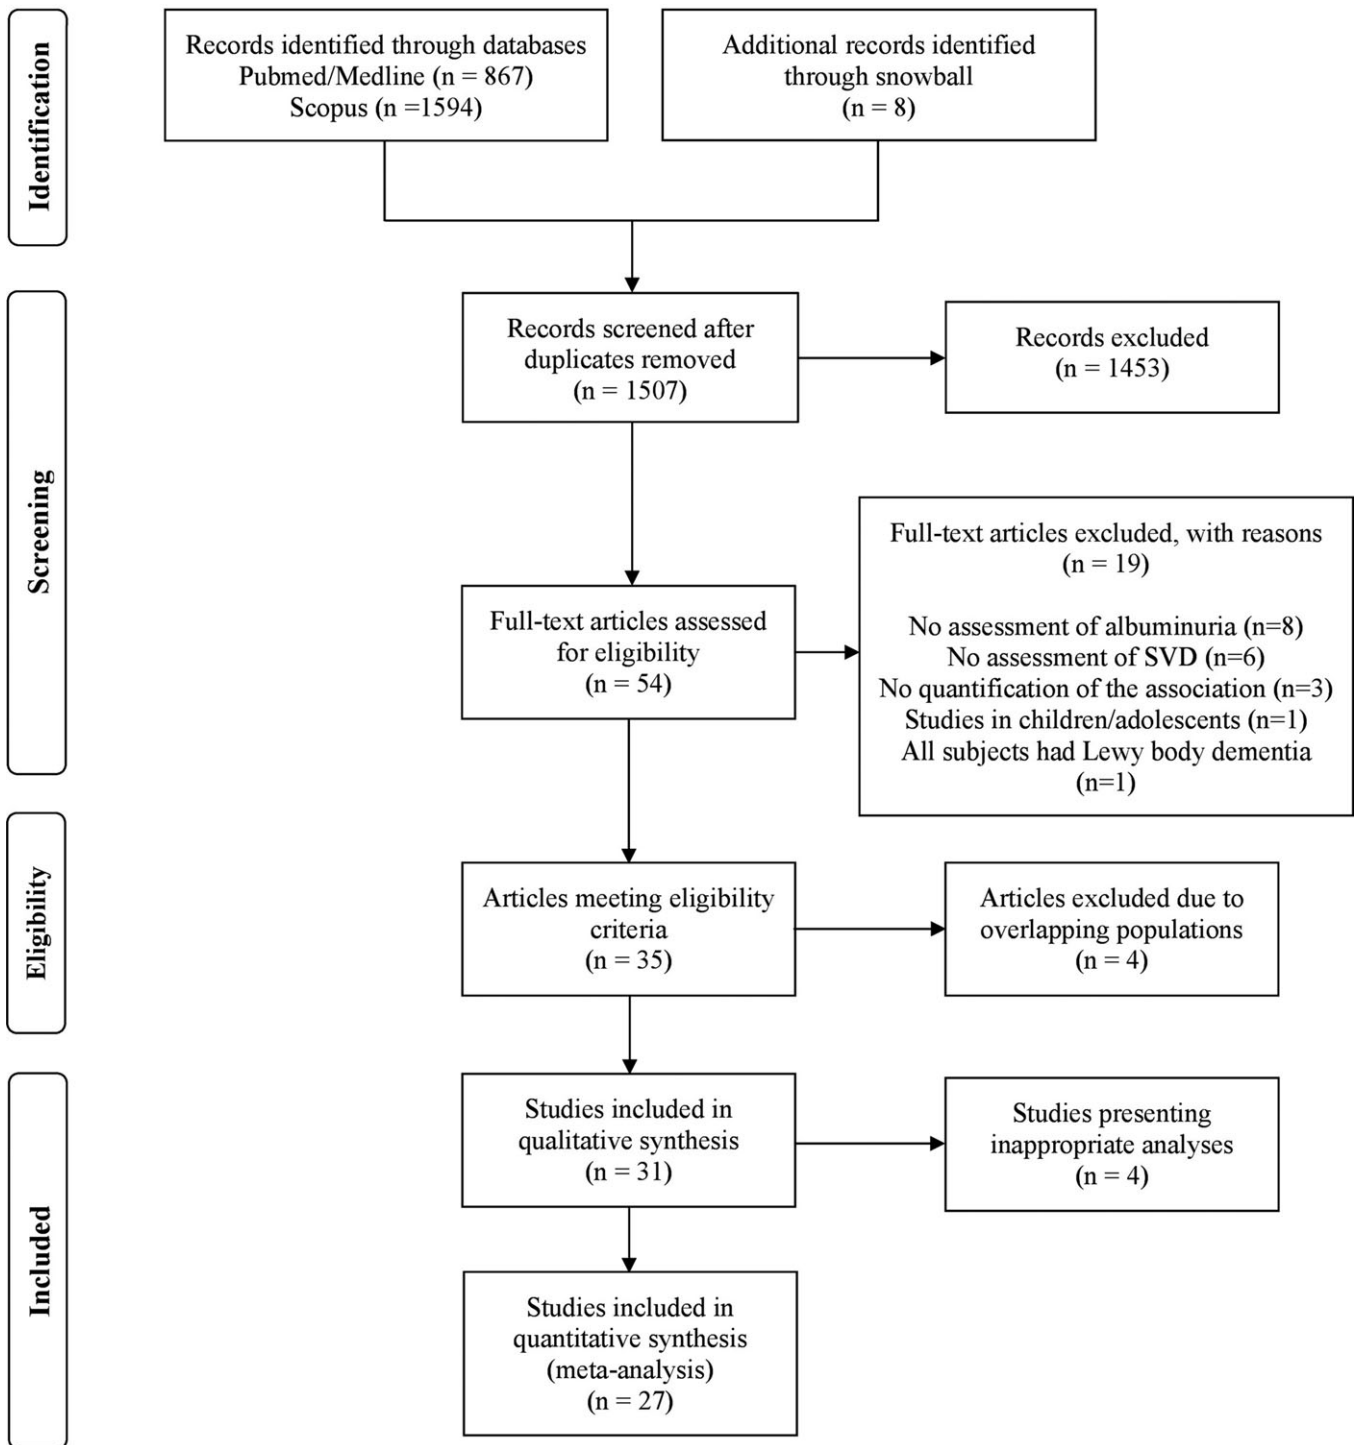 Identification
Records identified through databases
Pubmed/Medline (n = 867)
Scopus (n =1594)
Additional records identified
through snowball
(n = 8)
Screening
Records screened after
duplicates removed
(n = 1507)
Records excluded
(n = 1453)
Full-text articles assessed
for eligibility
(n = 54)
Full-text articles excluded, with reasons
(n = 19)
No assessment of albuminuria (n=8)
No assessment of SVD (n=6)
No quantification of the association (n=3)
Studies in children/adolescents (n=1)
All subjects had Lewy body dementia
(n=1)
Eligibility
Articles meeting eligibility
criteria
(n = 35)
Articles excluded due to
overlapping populations
(n = 4)
Included
Studies included in
qualitative synthesis
(n = 31)
Studies presenting
inappropriate analyses
(n = 4)
Studies included in
quantitative synthesis
(meta-analysis)
(n = 27)